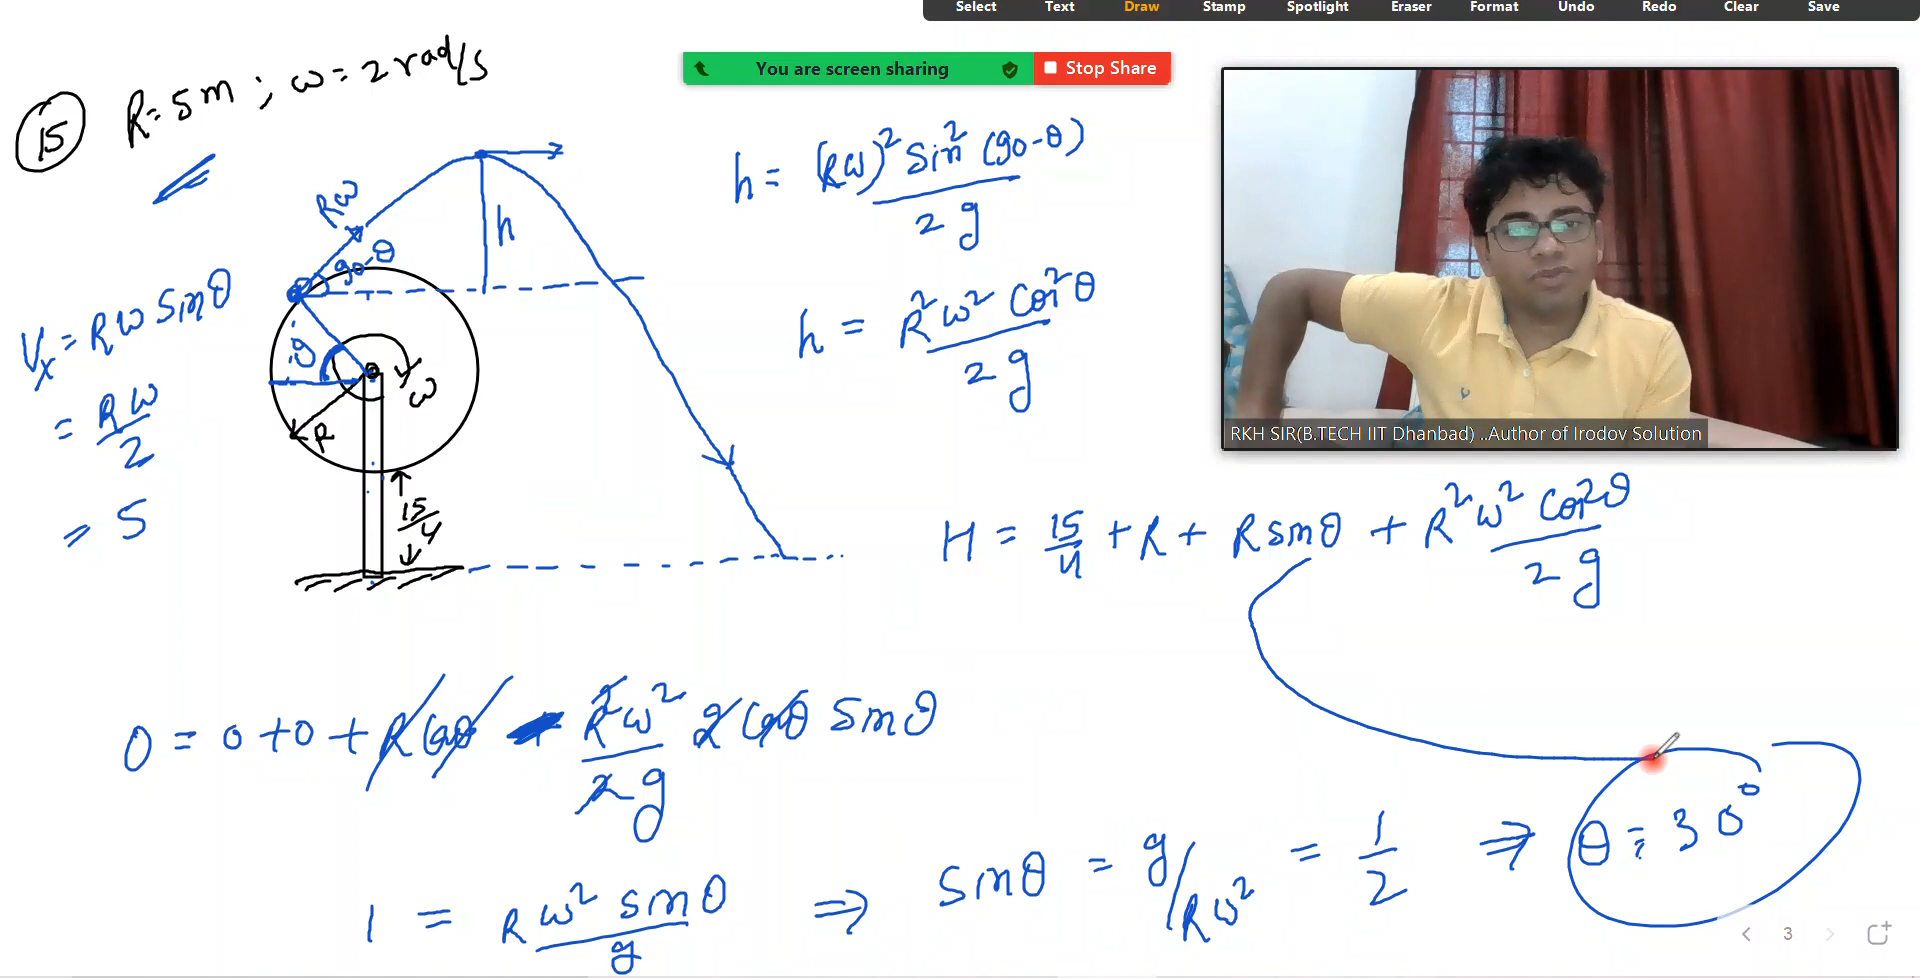 Select Text Draw Stamp Spotlight Eraser Format Undo Redo Clear Save
You are screen sharing Stop Share
15 R = 5 m ; ω = 2 rad/s
h = (Rω)² sin² (90-θ) / 2g
Rω
90-θ
h
h = R²ω² cos²θ / 2g
Vx = Rω sinθ
= Rω/2
= 5
θ
ω
R
15/4
RKH SIR(B.TECH IIT Dhanbad) ..Author of Irodov Solution
H = 15/4 + R + R sinθ + R²ω² cos²θ / 2g
0 = 0 + 0 + R cosθ - R²ω² / 2g 2 cosθ sinθ
1 = Rω² sinθ / g ⇒ sinθ = g/Rω² = 1/2 ⇒ θ = 30°
3